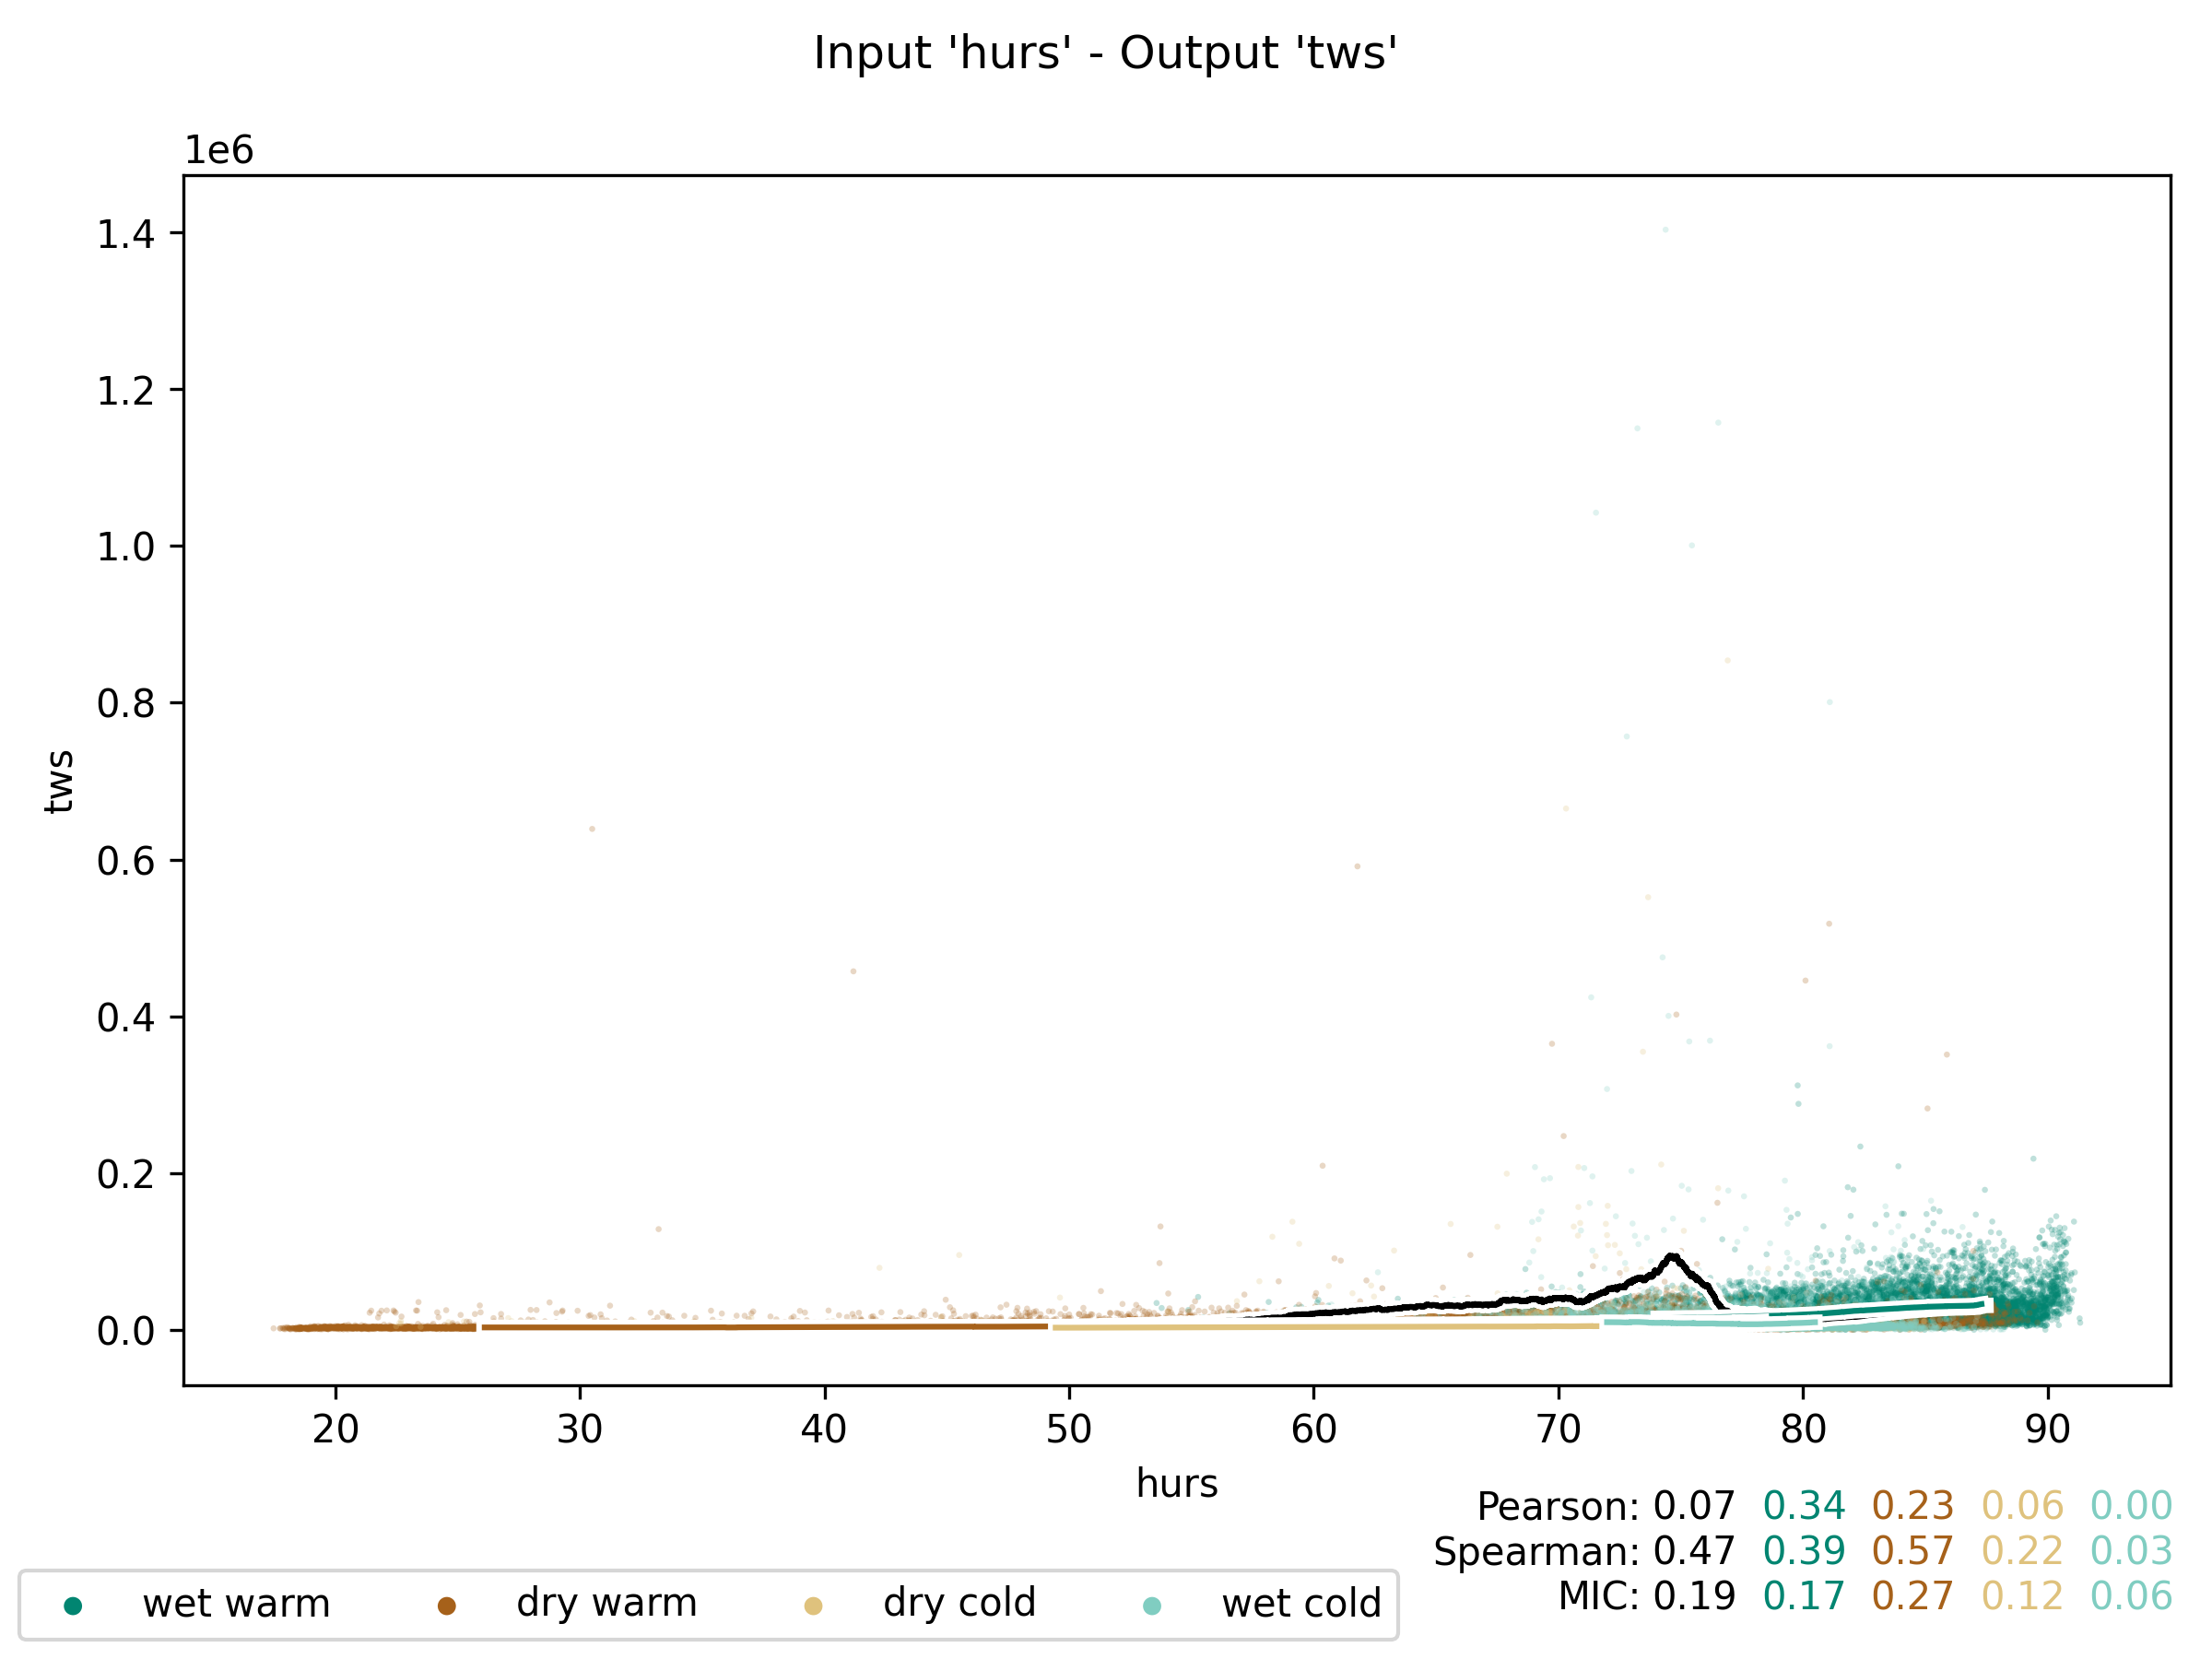 Input 'hurs' - Output 'tws'
1e6
1.4
1.2
1.0
0.8
0.6
0.4
0.2
0.0
tws
20 30 40 50 60 70 80 90
hurs
Pearson: 0.07 0.34 0.23 0.06 0.00
Spearman: 0.47 0.39 0.57 0.22 0.03
MIC: 0.19 0.17 0.27 0.12 0.06
wet warm dry warm dry cold wet cold